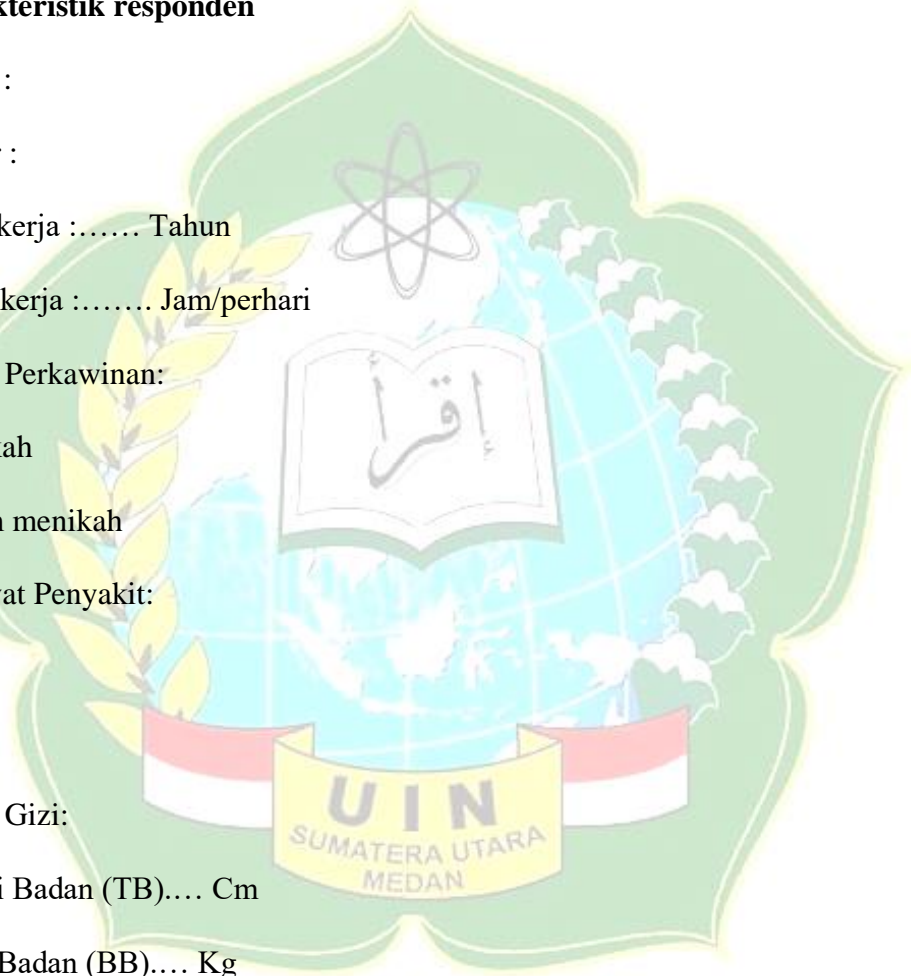 kteristik responden
:
:
kerja :…… Tahun
kerja :……. Jam/perhari
Perkawinan:
ah
menikah
at Penyakit:
Gizi:
i Badan (TB).… Cm
Badan (BB).… Kg
إقرأ
UIN
SUMATERA UTARA
MEDAN